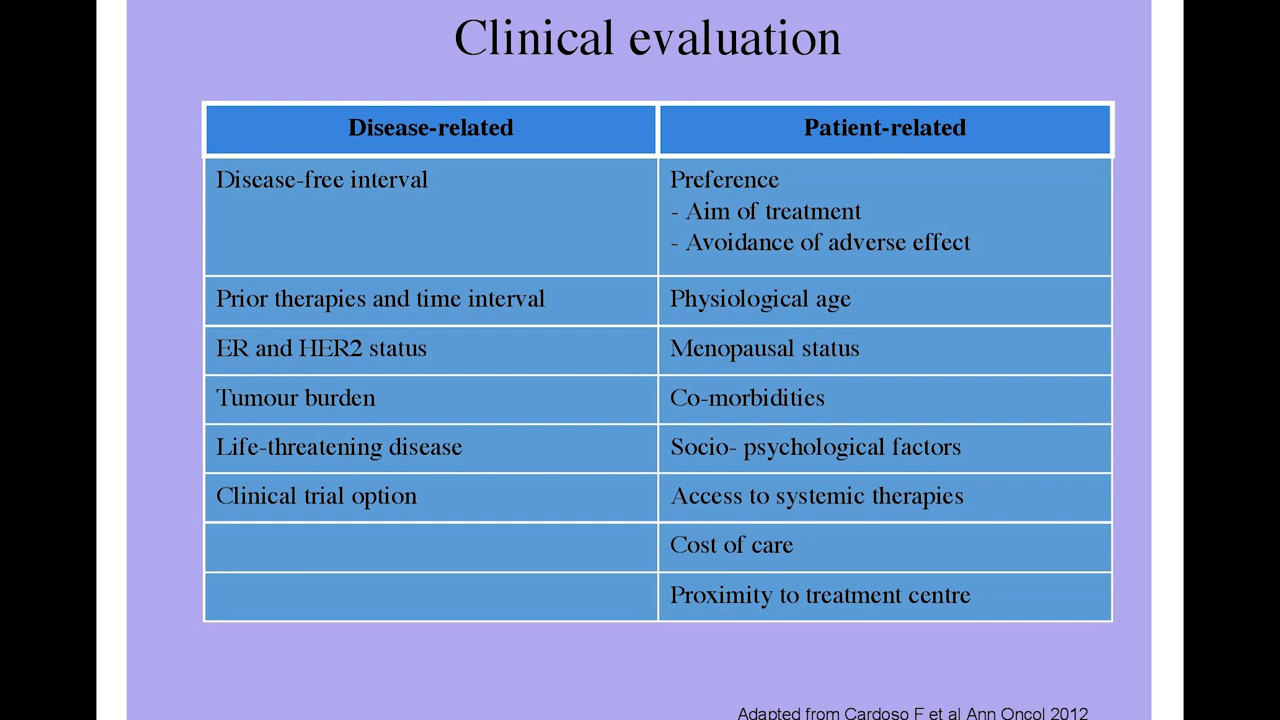 Clinical evaluation
Disease-related
Patient-related
Disease-free interval
Preference
- Aim of treatment
- Avoidance of adverse effect
Prior therapies and time interval
Physiological age
ER and HER2 status
Menopausal status
Tumour burden
Co-morbidities
Life-threatening disease
Socio- psychological factors
Clinical trial option
Access to systemic therapies
Cost of care
Proximity to treatment centre
Adapted from Cardoso F et al Ann Oncol 2012